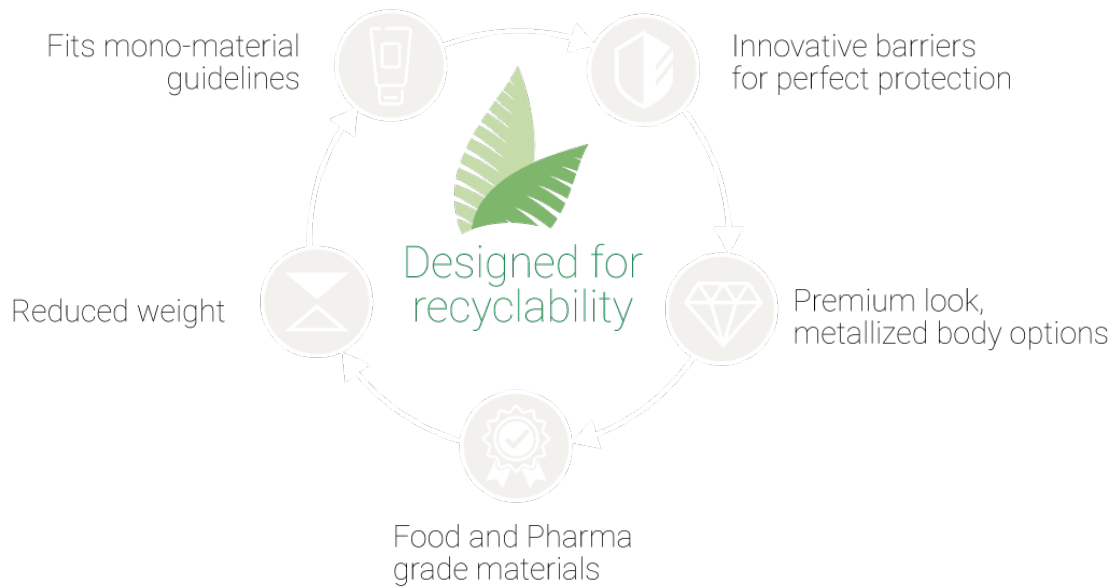 Fits mono-material
guidelines
Innovative barriers
for perfect protection
Designed for
recyclability
Reduced weight
Premium look,
metallized body options
Food and Pharma
grade materials